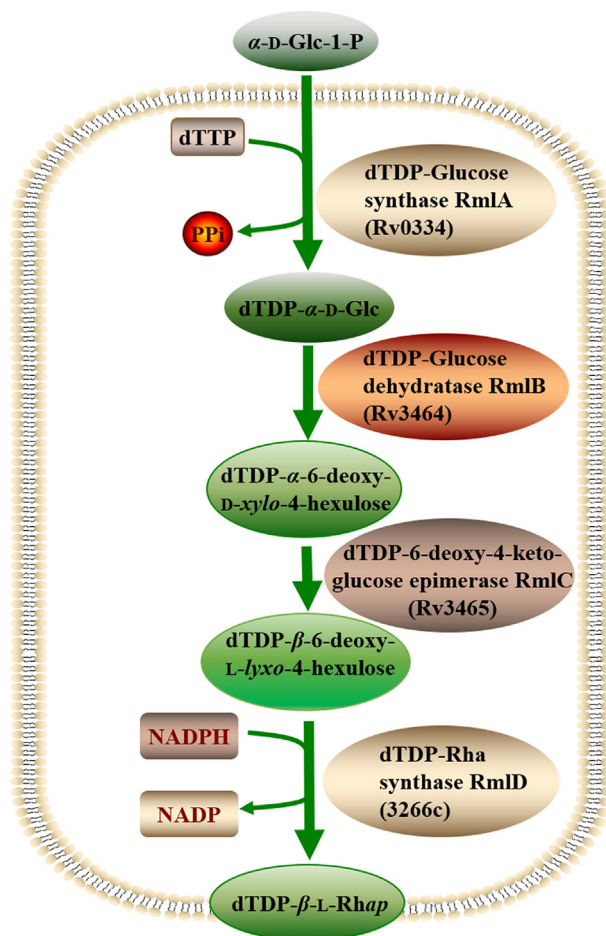 α-D-Glc-1-P
dTTP
PPi
dTDP-Glucose
synthase RmlA
(Rv0334)
dTDP-α-D-Glc
dTDP-Glucose
dehydratase RmlB
(Rv3464)
dTDP-α-6-deoxy-
D-xylo-4-hexulose
dTDP-6-deoxy-4-keto-
glucose epimerase RmlC
(Rv3465)
dTDP-β-6-deoxy-
L-lyxo-4-hexulose
NADPH
NADP
dTDP-Rha
synthase RmlD
(3266c)
dTDP-β-L-Rhap